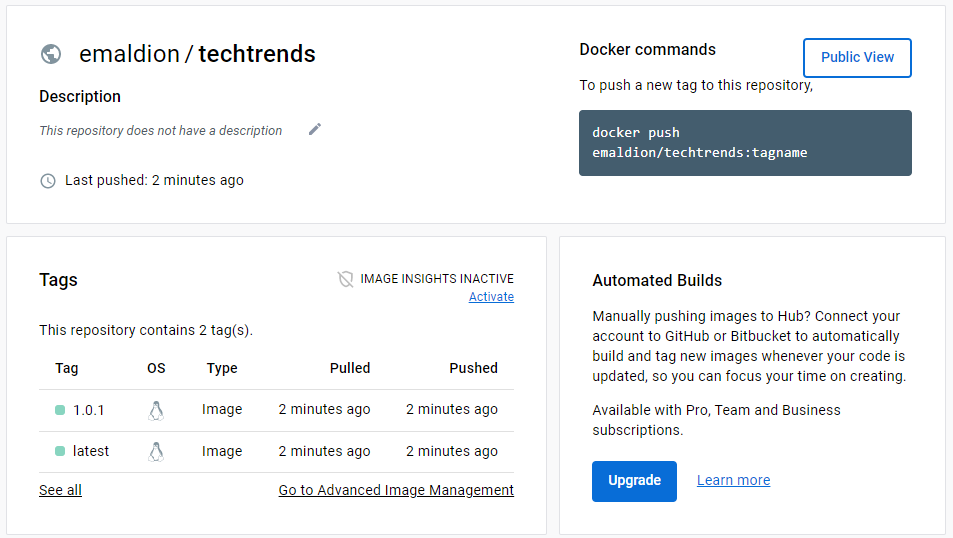 emaldion / techtrends
Description
This repository does not have a description
Last pushed: 2 minutes ago
Docker commands
Public View
To push a new tag to this repository,
docker push
emaldion/techtrends:tagname
Tags
IMAGE INSIGHTS INACTIVE
Activate
This repository contains 2 tag(s).
Tag OS Type Pulled Pushed
1.0.1 Image 2 minutes ago 2 minutes ago
latest Image 2 minutes ago 2 minutes ago
See all Go to Advanced Image Management
Automated Builds
Manually pushing images to Hub? Connect your
account to GitHub or Bitbucket to automatically
build and tag new images whenever your code is
updated, so you can focus your time on creating.
Available with Pro, Team and Business
subscriptions.
Upgrade Learn more